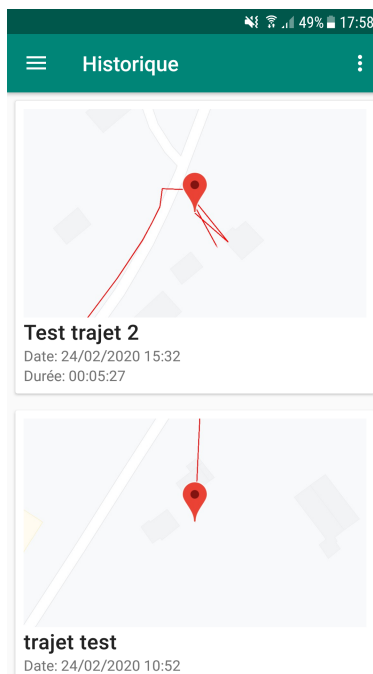 49% 17:58
Historique
Test trajet 2
Date: 24/02/2020 15:32
Durée: 00:05:27
trajet test
Date: 24/02/2020 10:52